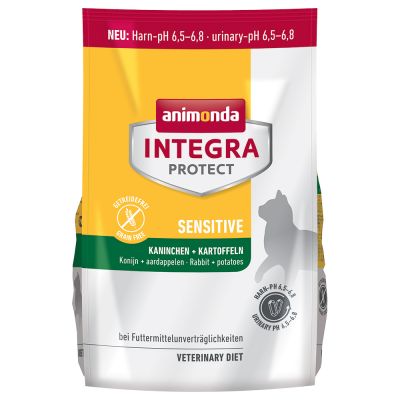 NEU: Harn-pH 6,5–6,8 · urinary-pH 6,5–6,8
animonda
INTEGRA
PROTECT
GETREIDEFREI
GRAIN FREE
SENSITIVE
KANINCHEN + KARTOFFELN
Konijn + aardappelen · Rabbit + potatoes
HARN-PH 6,5–6,8
URINARY PH 6,5–6,8
bei Futtermittelunverträglichkeiten
VETERINARY DIET